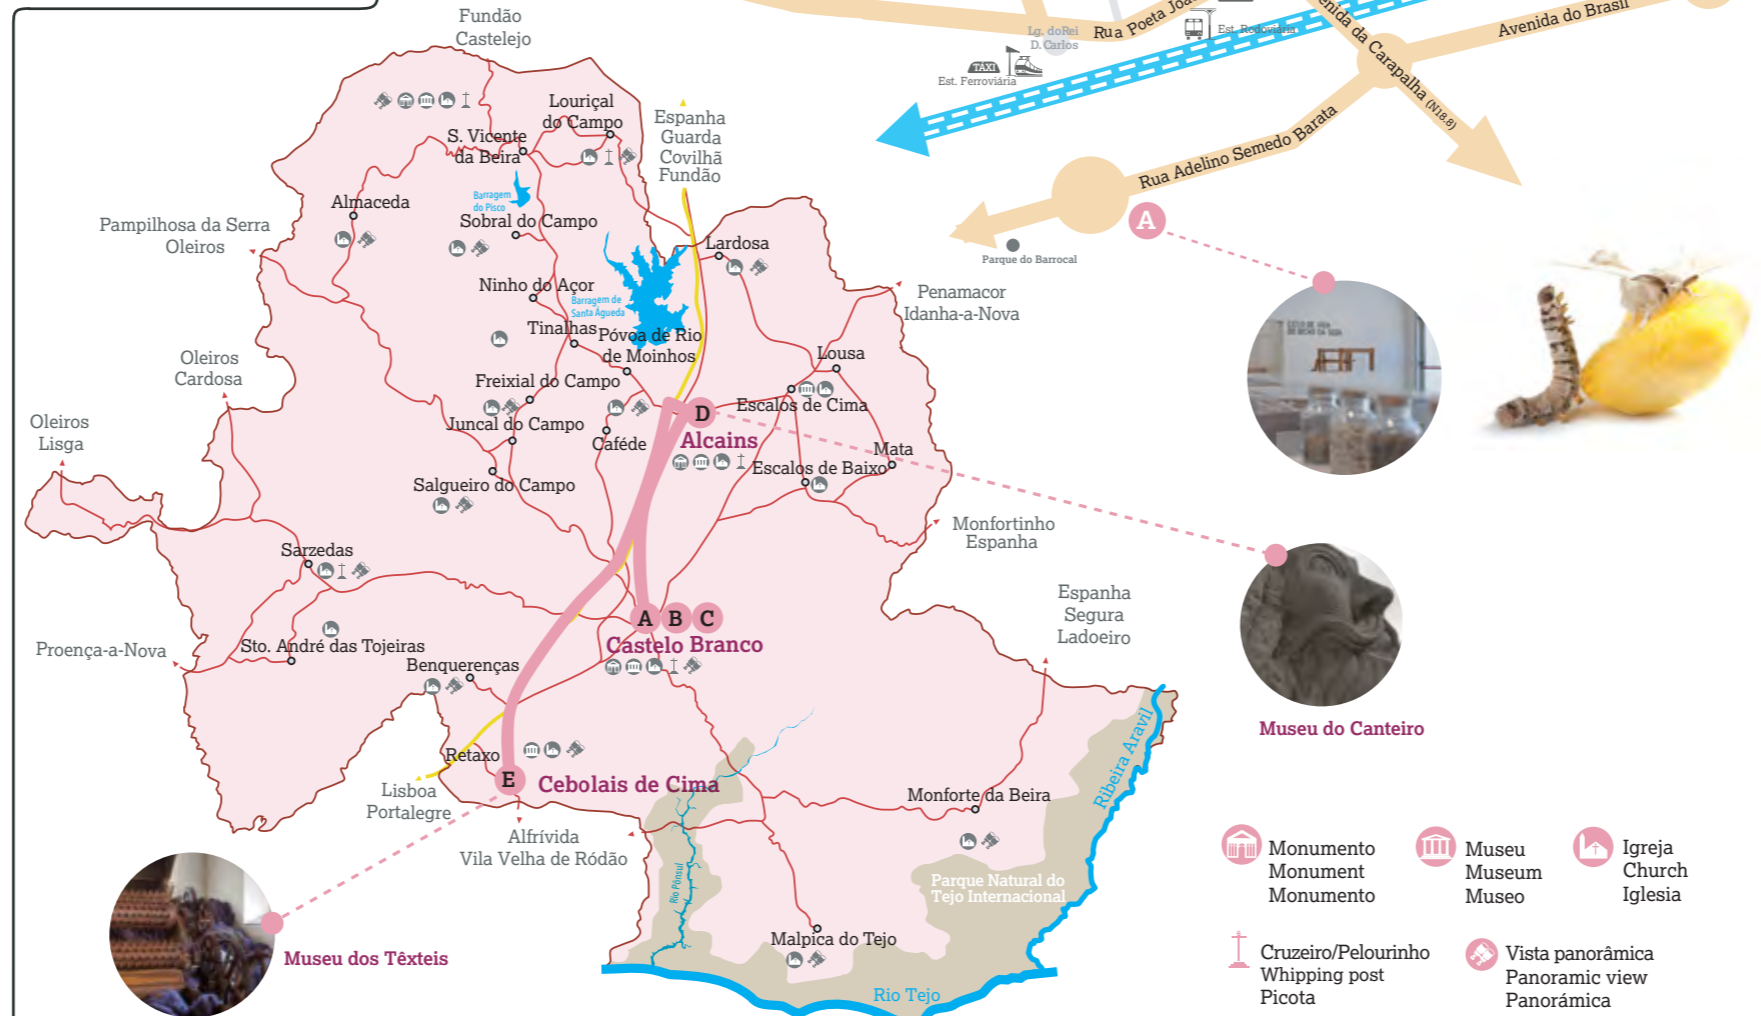 Fundão
Castelejo
Lg. do Rei
D. Carlos
Rua Poeta João
Est. Rodoviária
TÁXI
Est. Ferroviária
enida da Carapalha (N18.8)
Avenida do Brasil
Rua Adelino Semedo Barata
A
Parque do Barrocal
Louriçal
do Campo
S. Vicente
da Beira
Espanha
Guarda
Covilhã
Fundão
Barragem
do Pisco
Almaceda
Sobral do Campo
Pampilhosa da Serra
Oleiros
Lardosa
Ninho do Açor
Barragem de
Santa Águeda
Penamacor
Idanha-a-Nova
Tinalhas
Póvoa de Rio
de Moinhos
Lousa
Oleiros
Cardosa
Freixial do Campo
Escalos de Cima
D
Alcains
Oleiros
Lisga
Juncal do Campo
Caféde
Mata
Escalos de Baixo
Salgueiro do Campo
Monfortinho
Espanha
Sarzedas
Espanha
Segura
Ladoeiro
A
B
C
Castelo Branco
Proença-a-Nova
Sto. André das Tojeiras
Benquerenças
Museu do Canteiro
Retaxo
E
Cebolais de Cima
Lisboa
Portalegre
Ribeira Aravil
Monforte da Beira
Alfrívida
Vila Velha de Ródão
Rio Pônsul
Parque Natural do
Tejo Internacional
Malpica do Tejo
Museu dos Têxteis
Rio Tejo
Monumento
Monument
Monumento
Museu
Museum
Museo
Igreja
Church
Iglesia
Cruzeiro/Pelourinho
Whipping post
Picota
Vista panorâmica
Panoramic view
Panorámica